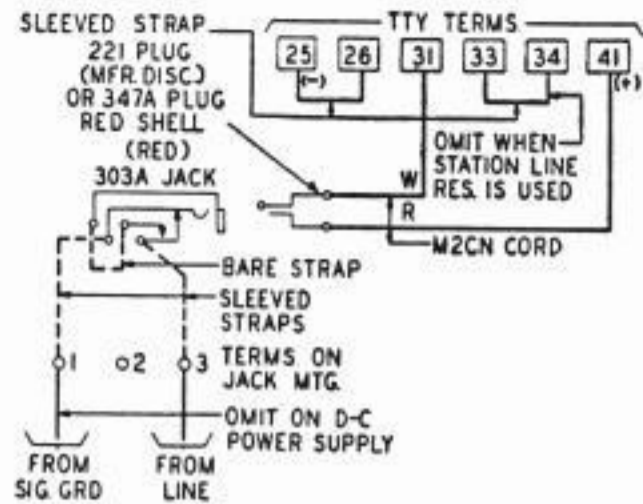 SLEEVED STRAP
221 PLUG
(MFR. DISC)
OR 347A PLUG
RED SHELL
(RED)
303A JACK
TTY TERMS.
25 26 31 33 34 41
(-)
(+)
OMIT WHEN
STATION LINE
RES. IS USED
W
R
M2CN CORD
BARE STRAP
SLEEVED
STRAPS
1 2 3 TERMS. ON
JACK MTG.
OMIT ON D-C
POWER SUPPLY
FROM
SIG. GRD
FROM
LINE